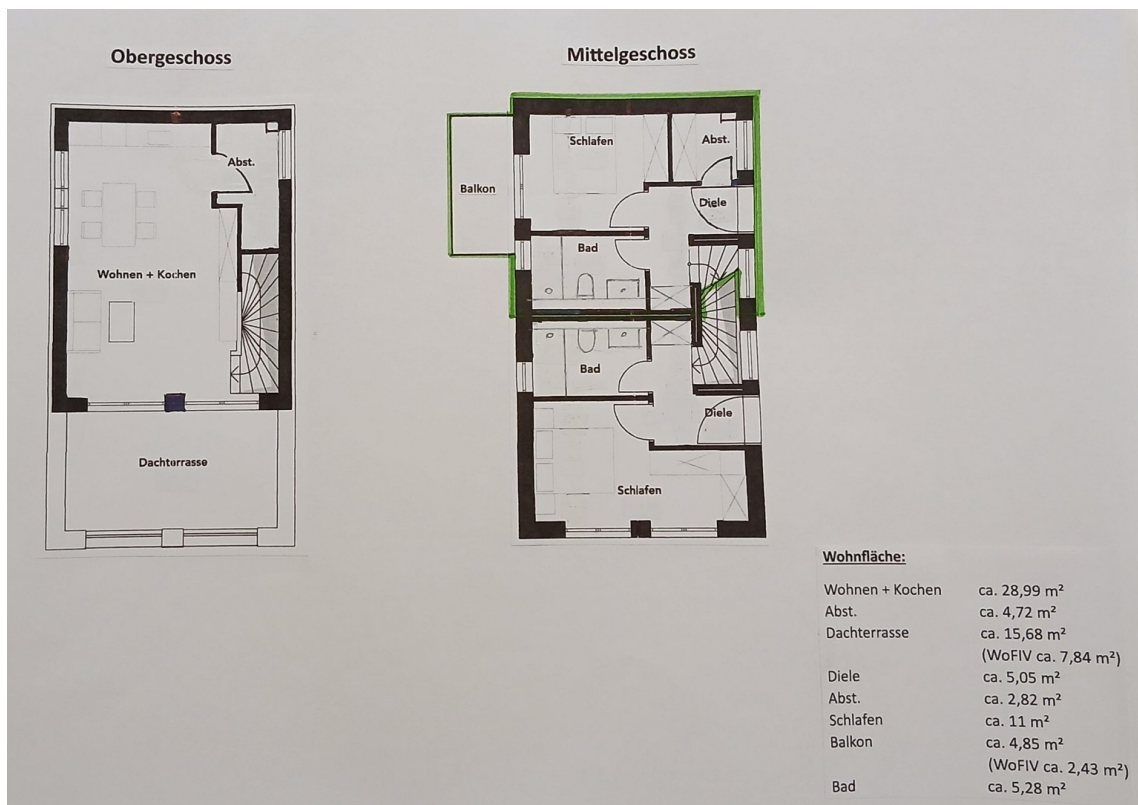 Obergeschoss
Abst.
Wohnen + Kochen
Dachterrasse
Mittelgeschoss
Schlafen
Abst.
Balkon
Diele
Bad
Bad
Diele
Schlafen
Wohnfläche:
Wohnen + Kochen ca. 28,99 m²
Abst. ca. 4,72 m²
Dachterrasse ca. 15,68 m²
(WoFIV ca. 7,84 m²)
Diele ca. 5,05 m²
Abst. ca. 2,82 m²
Schlafen ca. 11 m²
Balkon ca. 4,85 m²
(WoFIV ca. 2,43 m²)
Bad ca. 5,28 m²